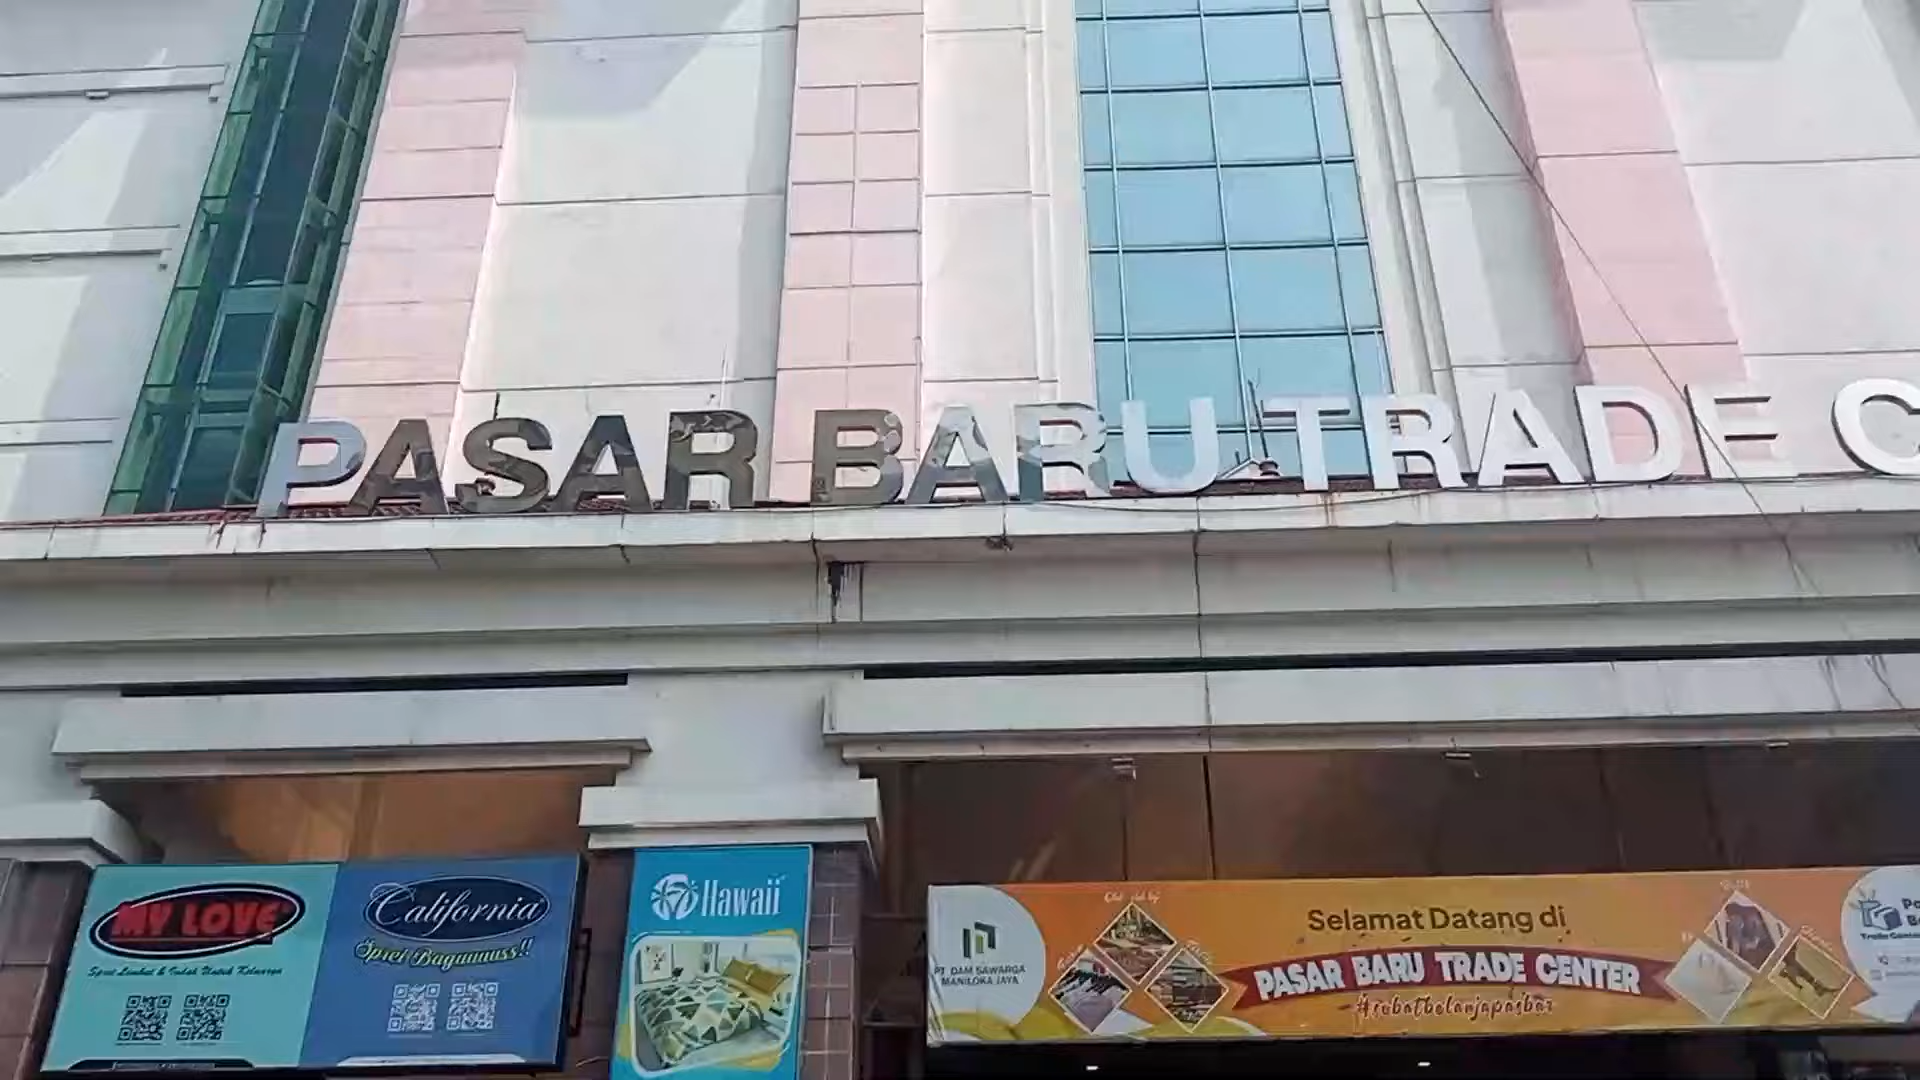 PASAR BARU TRADE C
MY LOVE
Sprei Lembut & Indah Untuk Keluarga
California
Sprei Baguuuuss!!
Hawaii
PT. DAM SAWARGA
MANILOKA JAYA
Selamat Datang di
PASAR BARU TRADE CENTER
#sobatbelanjapasbar